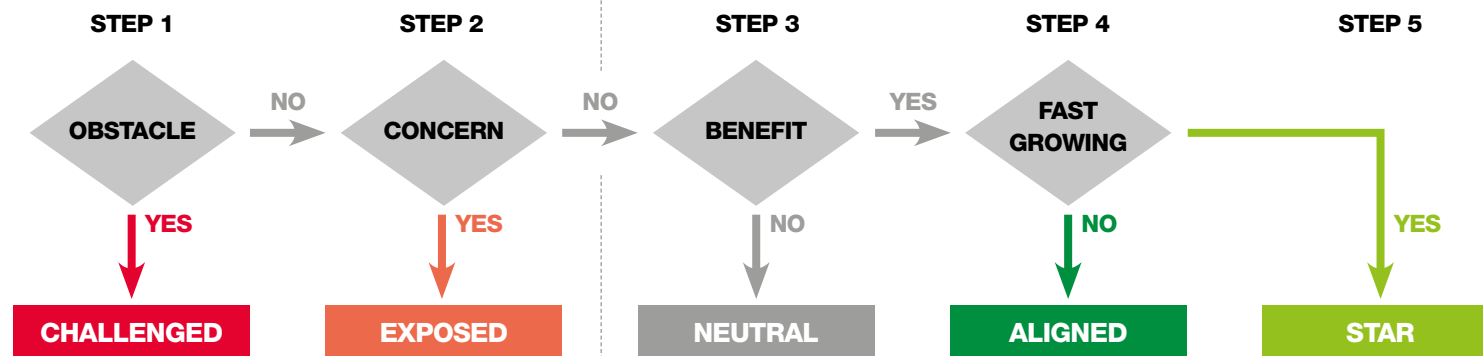 STEP 1
STEP 2
STEP 3
STEP 4
STEP 5
OBSTACLE
NO
CONCERN
NO
BENEFIT
YES
FAST
GROWING
YES
YES
NO
NO
YES
CHALLENGED
EXPOSED
NEUTRAL
ALIGNED
STAR